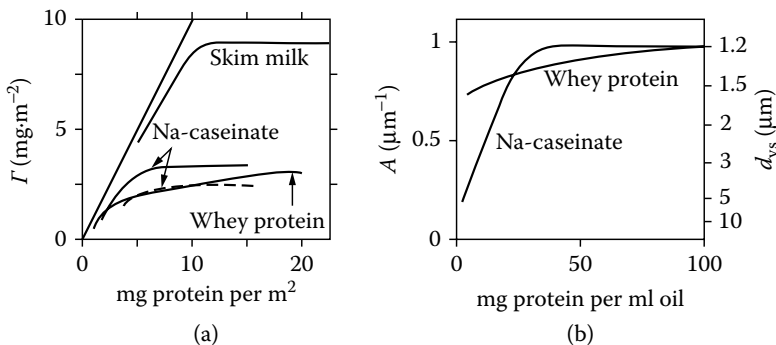 10
5
0
Γ (mg·m⁻²)
Skim milk
Na-caseinate
Whey protein
0
10
20
mg protein per m²
(a)
1
0.5
0
A (μm⁻¹)
Whey protein
Na-caseinate
1.2
1.5
2
3
5
10
d_vs (μm)
0
50
100
mg protein per ml oil
(b)